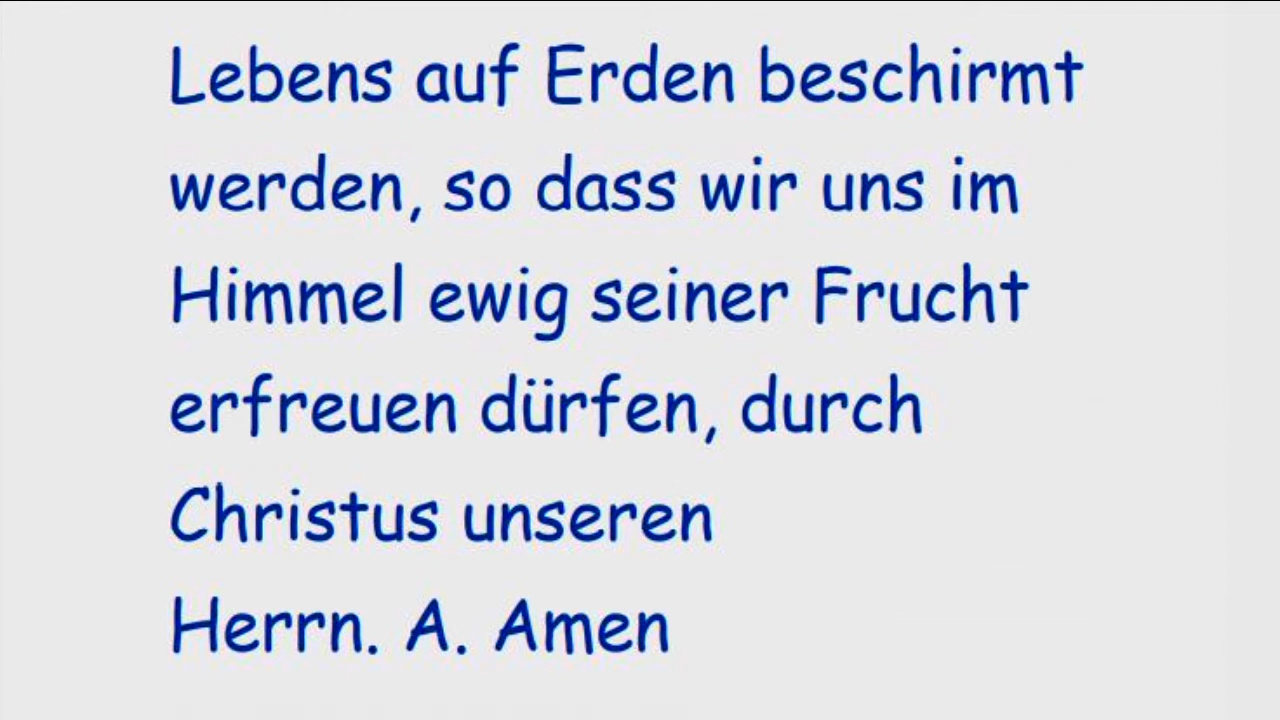 Lebens auf Erden beschirmt
werden, so dass wir uns im
Himmel ewig seiner Frucht
erfreuen dürfen, durch
Christus unseren
Herrn. A. Amen